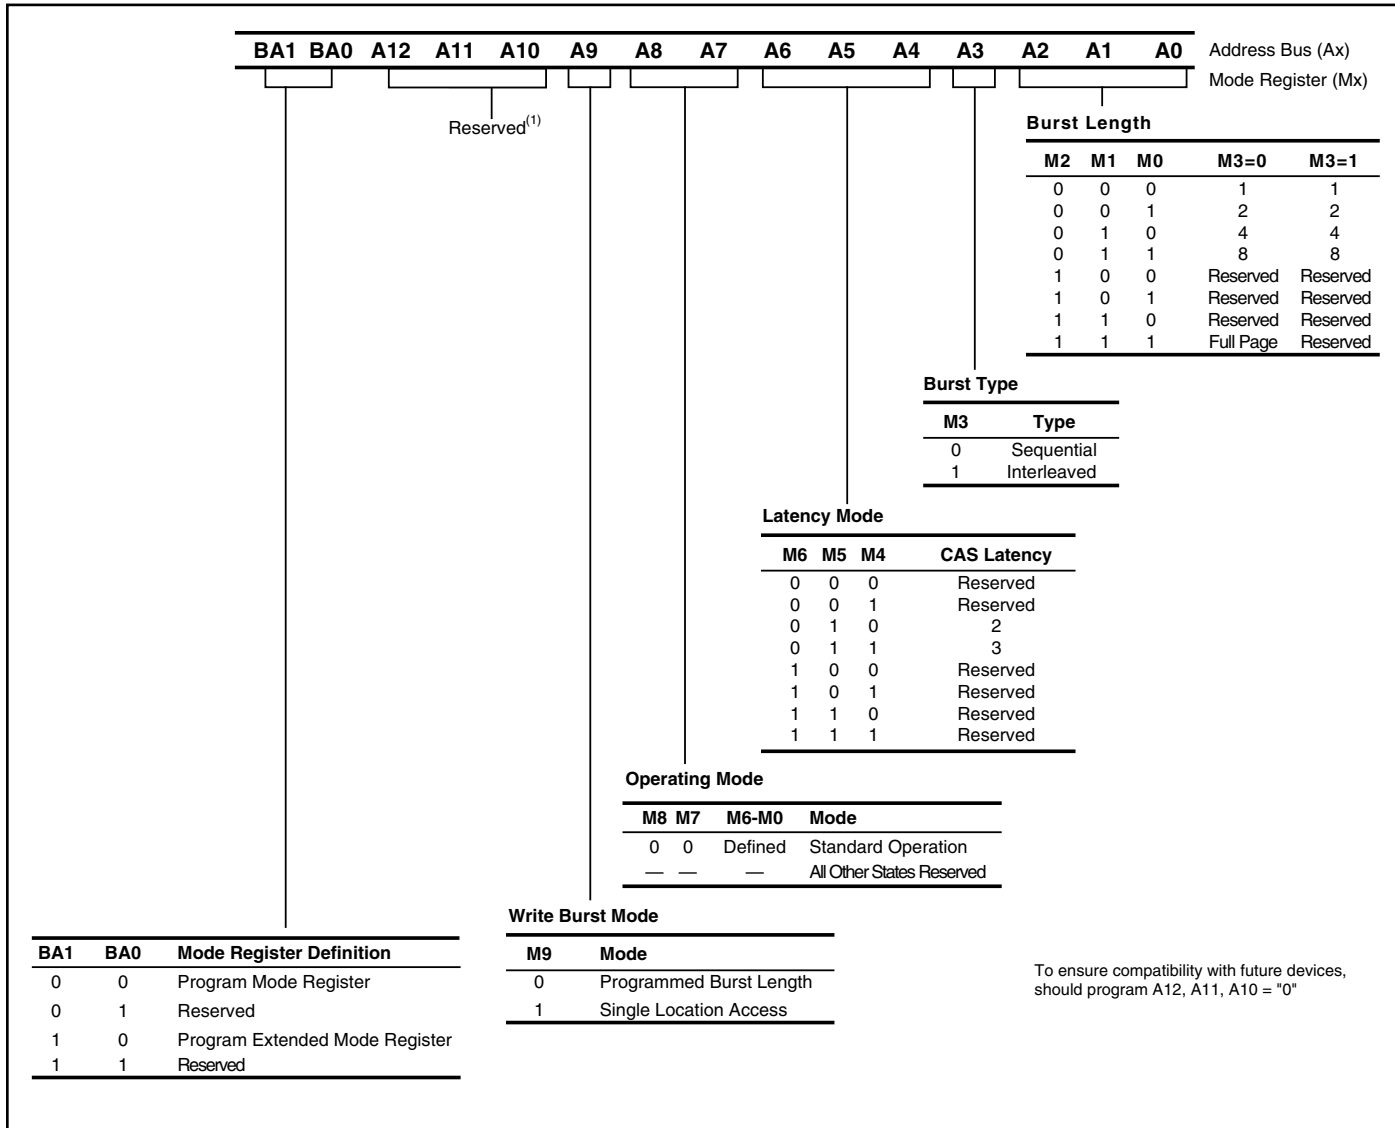 BA1 BA0 A12 A11 A10 A9 A8 A7 A6 A5 A4 A3 A2 A1 A0 Address Bus (Ax)
Mode Register (Mx)
Reserved(1)
Burst Length
M2 M1 M0 M3=0 M3=1
0 0 0 1 1
0 0 1 2 2
0 1 0 4 4
0 1 1 8 8
1 0 0 Reserved Reserved
1 0 1 Reserved Reserved
1 1 0 Reserved Reserved
1 1 1 Full Page Reserved
Burst Type
M3 Type
0 Sequential
1 Interleaved
Latency Mode
M6 M5 M4 CAS Latency
0 0 0 Reserved
0 0 1 Reserved
0 1 0 2
0 1 1 3
1 0 0 Reserved
1 0 1 Reserved
1 1 0 Reserved
1 1 1 Reserved
Operating Mode
M8 M7 M6-M0 Mode
0 0 Defined Standard Operation
— — — All Other States Reserved
Write Burst Mode
M9 Mode
0 Programmed Burst Length
1 Single Location Access
BA1 BA0 Mode Register Definition
0 0 Program Mode Register
0 1 Reserved
1 0 Program Extended Mode Register
1 1 Reserved
To ensure compatibility with future devices,
should program A12, A11, A10 = "0"